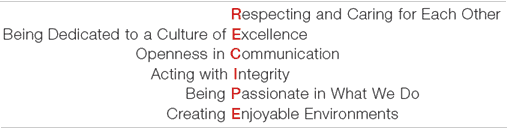 Respecting and Caring for Each Other
Being Dedicated to a Culture of Excellence
Openness in Communication
Acting with Integrity
Being Passionate in What We Do
Creating Enjoyable Environments